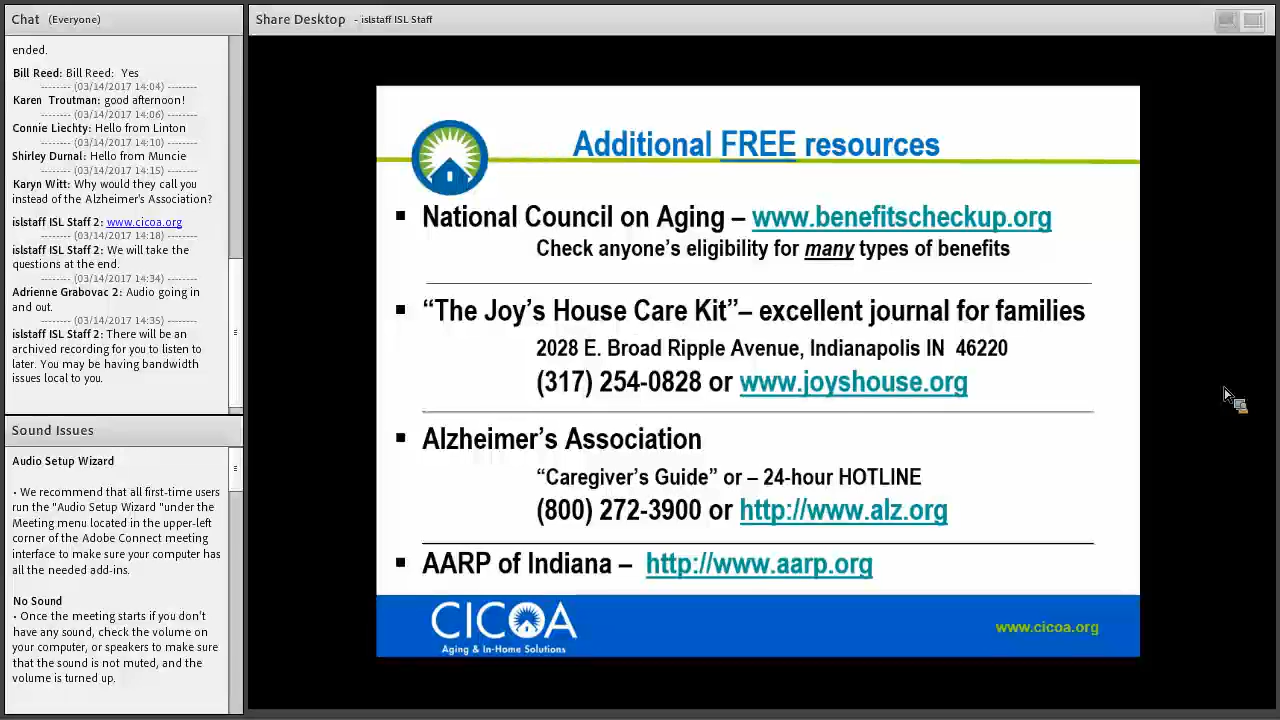 Chat (Everyone)
ended.
Bill Reed: Bill Reed: Yes
-------- (03/14/2017 14:04) --------
Karen Troutman: good afternoon!
-------- (03/14/2017 14:06) --------
Connie Liechty: Hello from Linton
-------- (03/14/2017 14:10) --------
Shirley Durnal: Hello from Muncie
-------- (03/14/2017 14:15) --------
Karyn Witt: Why would they call you
instead of the Alzheimer's Association?
islstaff ISL Staff 2: www.cicoa.org
-------- (03/14/2017 14:18) --------
islstaff ISL Staff 2: We will take the
questions at the end.
-------- (03/14/2017 14:34) --------
Adrienne Grabovac 2: Audio going in
and out.
-------- (03/14/2017 14:35) --------
islstaff ISL Staff 2: There will be an
archived recording for you to listen to
later. You may be having bandwidth
issues local to you.
Sound Issues
Audio Setup Wizard
• We recommend that all first-time users
run the "Audio Setup Wizard "under the
Meeting menu located in the upper-left
corner of the Adobe Connect meeting
interface to make sure your computer has
all the needed add-ins.
No Sound
• Once the meeting starts if you don't
have any sound, check the volume on
your computer, or speakers to make sure
that the sound is not muted, and the
volume is turned up.
Share Desktop - islstaff ISL Staff
Additional FREE resources
▪ National Council on Aging – www.benefitscheckup.org
Check anyone’s eligibility for many types of benefits
▪ “The Joy’s House Care Kit”– excellent journal for families
2028 E. Broad Ripple Avenue, Indianapolis IN 46220
(317) 254-0828 or www.joyshouse.org
▪ Alzheimer’s Association
“Caregiver’s Guide” or – 24-hour HOTLINE
(800) 272-3900 or http://www.alz.org
▪ AARP of Indiana – http://www.aarp.org
CICOA
Aging & In-Home Solutions
www.cicoa.org